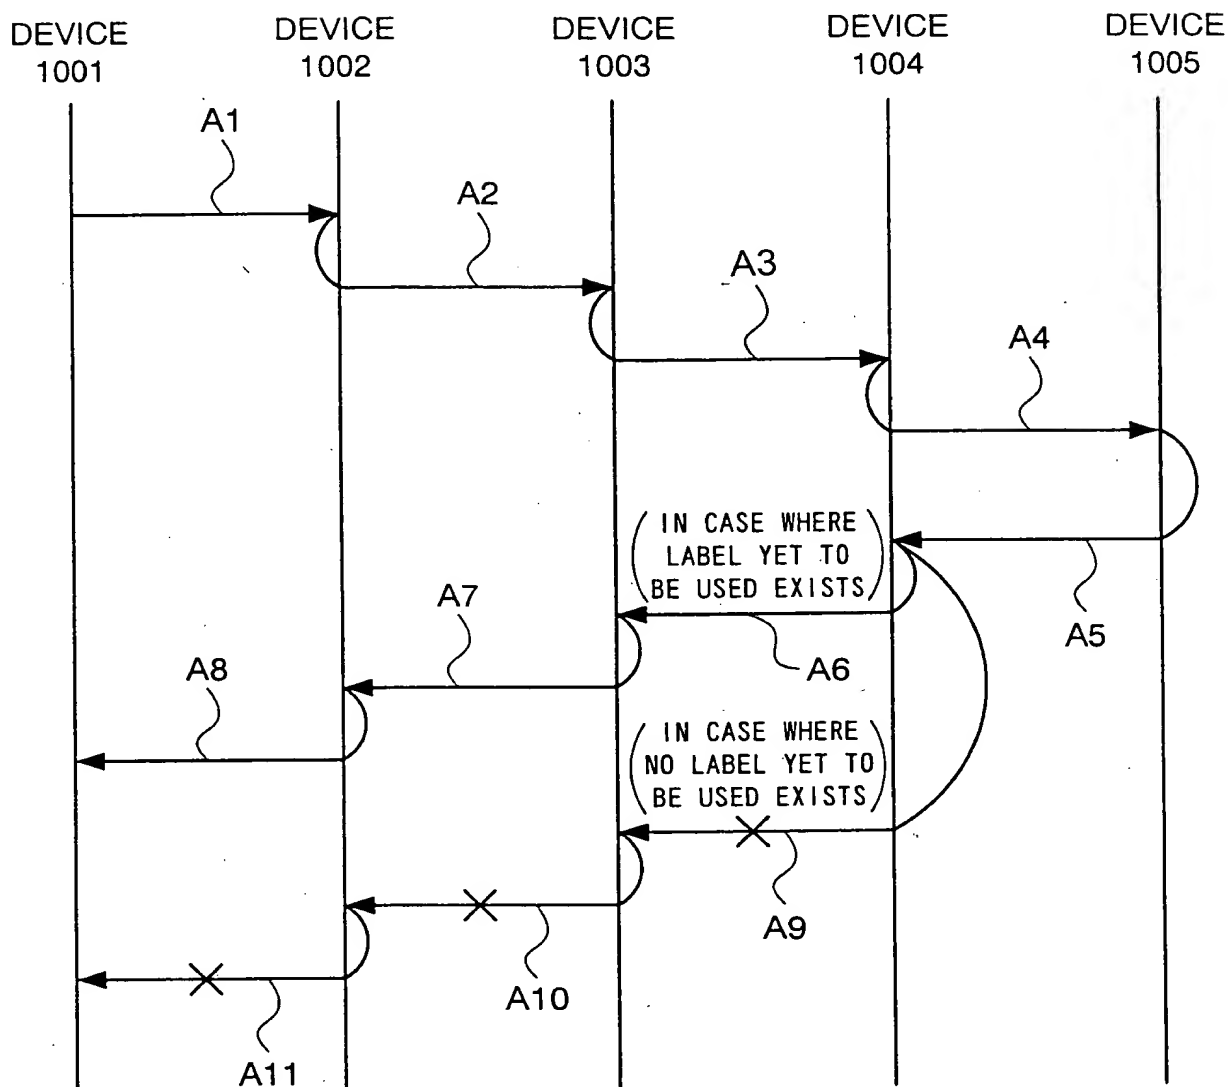 DEVICE
1001
DEVICE
1002
DEVICE
1003
DEVICE
1004
DEVICE
1005
A1
A2
A3
A4
(IN CASE WHERE
LABEL YET TO
BE USED EXISTS)
A5
A6
A7
A8
(IN CASE WHERE
NO LABEL YET TO
BE USED EXISTS)
A9
A10
A11